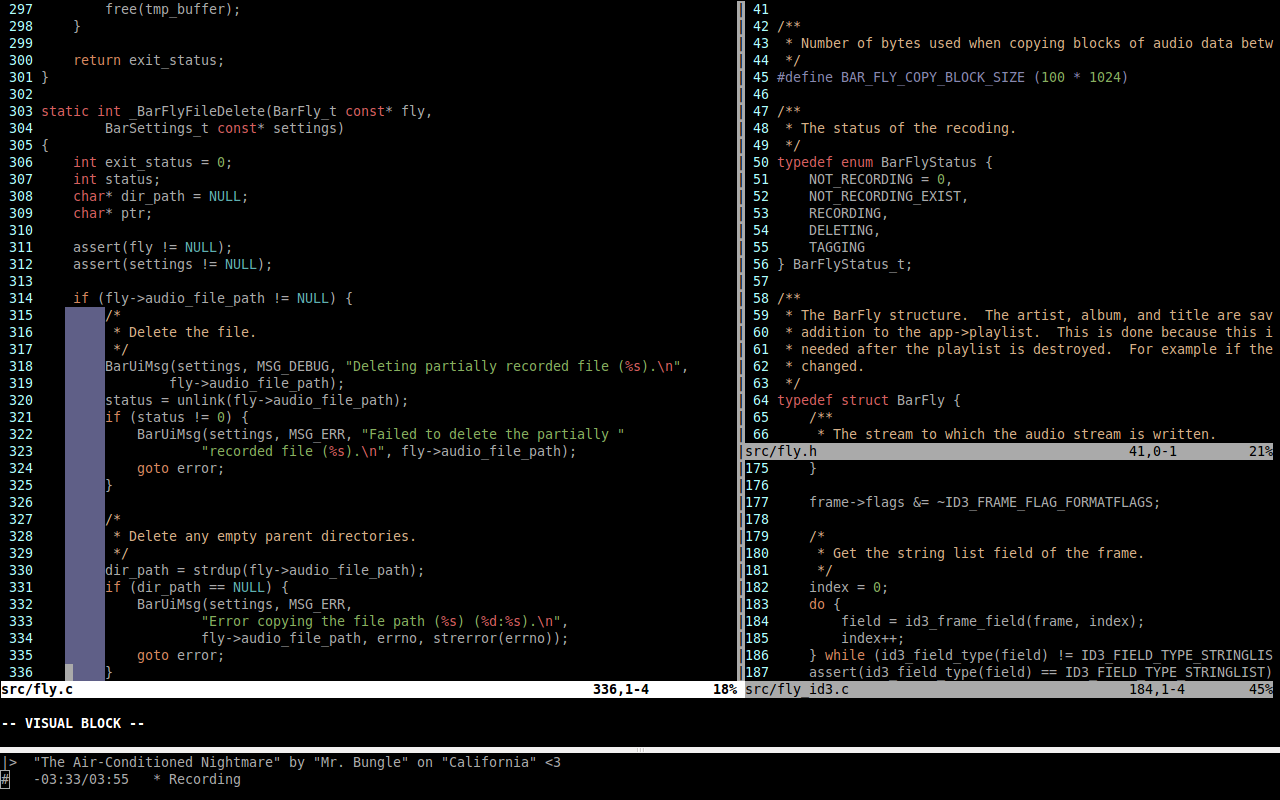 297         free(tmp_buffer);
298     }
299
300     return exit_status;
301 }
302
303 static int _BarFlyFileDelete(BarFly_t const* fly,
304         BarSettings_t const* settings)
305 {
306     int exit_status = 0;
307     int status;
308     char* dir_path = NULL;
309     char* ptr;
310
311     assert(fly != NULL);
312     assert(settings != NULL);
313
314     if (fly->audio_file_path != NULL) {
315         /*
316          * Delete the file.
317          */
318         BarUiMsg(settings, MSG_DEBUG, "Deleting partially recorded file (%s).\n",
319                 fly->audio_file_path);
320         status = unlink(fly->audio_file_path);
321         if (status != 0) {
322             BarUiMsg(settings, MSG_ERR, "Failed to delete the partially "
323                     "recorded file (%s).\n", fly->audio_file_path);
324             goto error;
325         }
326
327         /*
328          * Delete any empty parent directories.
329          */
330         dir_path = strdup(fly->audio_file_path);
331         if (dir_path == NULL) {
332             BarUiMsg(settings, MSG_ERR,
333                     "Error copying the file path (%s) (%d:%s).\n",
334                     fly->audio_file_path, errno, strerror(errno));
335             goto error;
336         }
src/fly.c 336,1-4 18%
41
42 /**
43  * Number of bytes used when copying blocks of audio data betw
44  */
45 #define BAR_FLY_COPY_BLOCK_SIZE (100 * 1024)
46
47 /**
48  * The status of the recoding.
49  */
50 typedef enum BarFlyStatus {
51     NOT_RECORDING = 0,
52     NOT_RECORDING_EXIST,
53     RECORDING,
54     DELETING,
55     TAGGING
56 } BarFlyStatus_t;
57
58 /**
59  * The BarFly structure.  The artist, album, and title are sav
60  * addition to the app->playlist.  This is done because this i
61  * needed after the playlist is destroyed.  For example if the
62  * changed.
63  */
64 typedef struct BarFly {
65     /**
66      * The stream to which the audio stream is written.
src/fly.h 41,0-1 21%
175     }
176
177     frame->flags &= ~ID3_FRAME_FLAG_FORMATFLAGS;
178
179     /*
180      * Get the string list field of the frame.
181      */
182     index = 0;
183     do {
184         field = id3_frame_field(frame, index);
185         index++;
186     } while (id3_field_type(field) != ID3_FIELD_TYPE_STRINGLIS
187     assert(id3_field_type(field) == ID3_FIELD_TYPE_STRINGLIST)
src/fly_id3.c 184,1-4 45%
-- VISUAL BLOCK --
|>  "The Air-Conditioned Nightmare" by "Mr. Bungle" on "California" <3
#   -03:33/03:55   * Recording